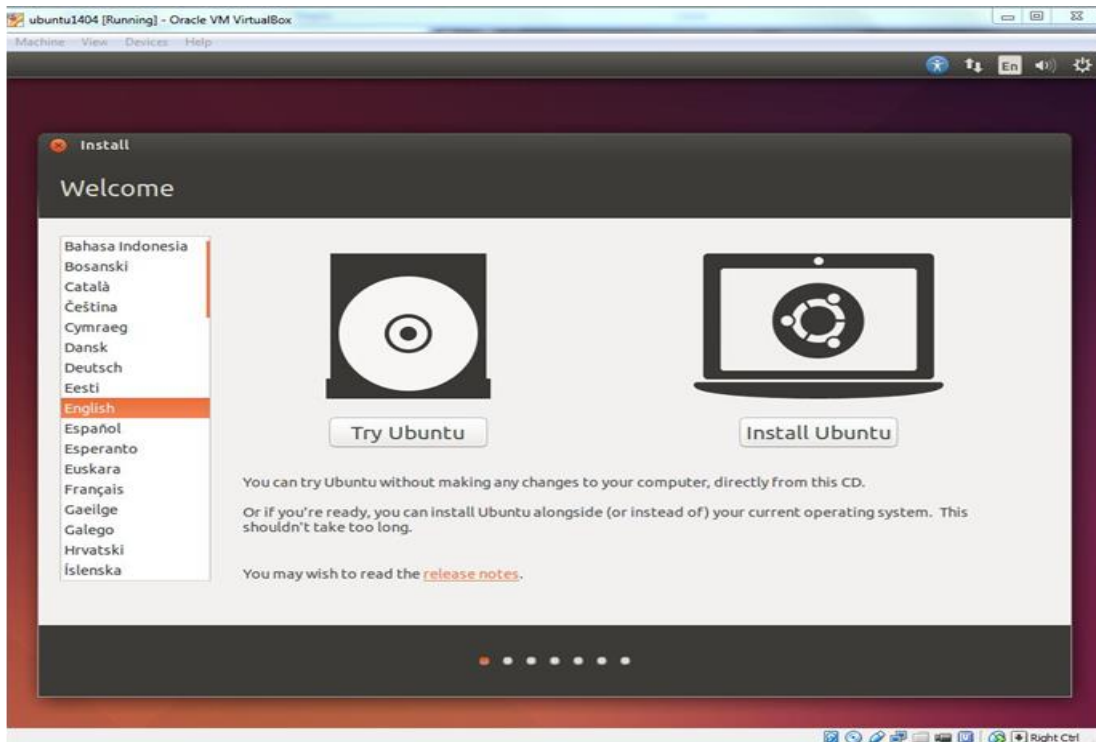 ubuntu1404 [Running] - Oracle VM VirtualBox
Machine View Devices Help
En
Install
Welcome
Bahasa Indonesia
Bosanski
Català
Čeština
Cymraeg
Dansk
Deutsch
Eesti
English
Español
Esperanto
Euskara
Français
Gaeilge
Galego
Hrvatski
Íslenska
Try Ubuntu
Install Ubuntu
You can try Ubuntu without making any changes to your computer, directly from this CD.
Or if you're ready, you can install Ubuntu alongside (or instead of) your current operating system. This
shouldn't take too long.
You may wish to read the release notes.
Right Ctrl